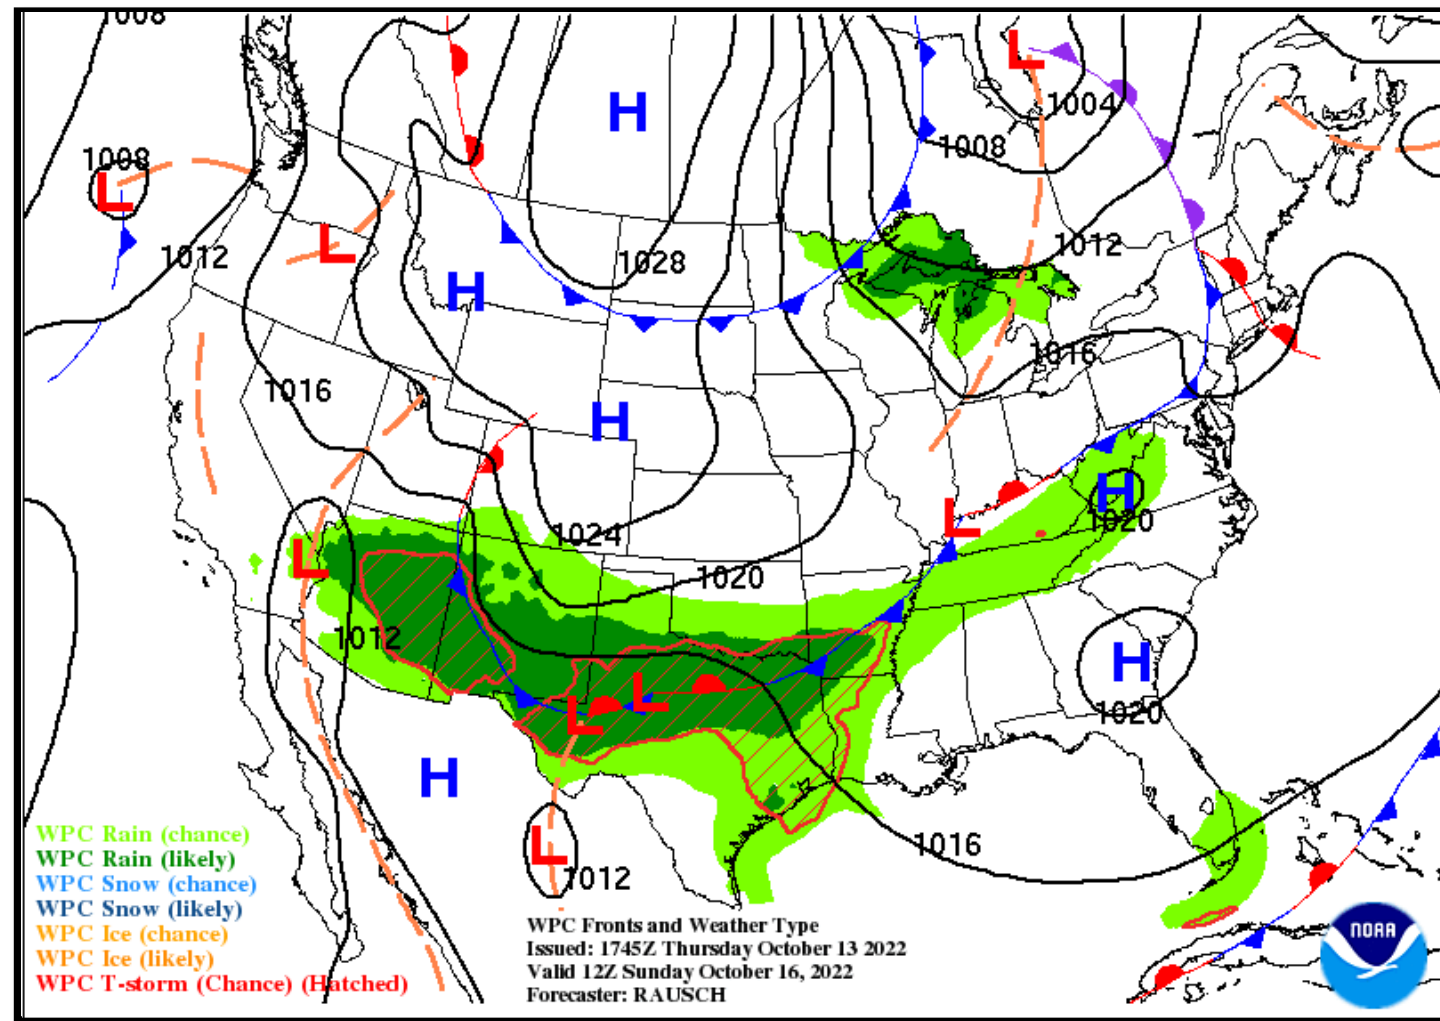 1008
H
L
1004
1008
1008
L
L
1012
1012
1028
H
1016
1016
H
H
1020
L
1024
1020
L
1012
H
1020
L
L
H
1016
L
1012
WPC Rain (chance)
WPC Rain (likely)
WPC Snow (chance)
WPC Snow (likely)
WPC Ice (chance)
WPC Ice (likely)
WPC T-storm (Chance) (Hatched)
WPC Fronts and Weather Type
Issued: 1745Z Thursday October 13 2022
Valid 12Z Sunday October 16, 2022
Forecaster: RAUSCH
NOAA